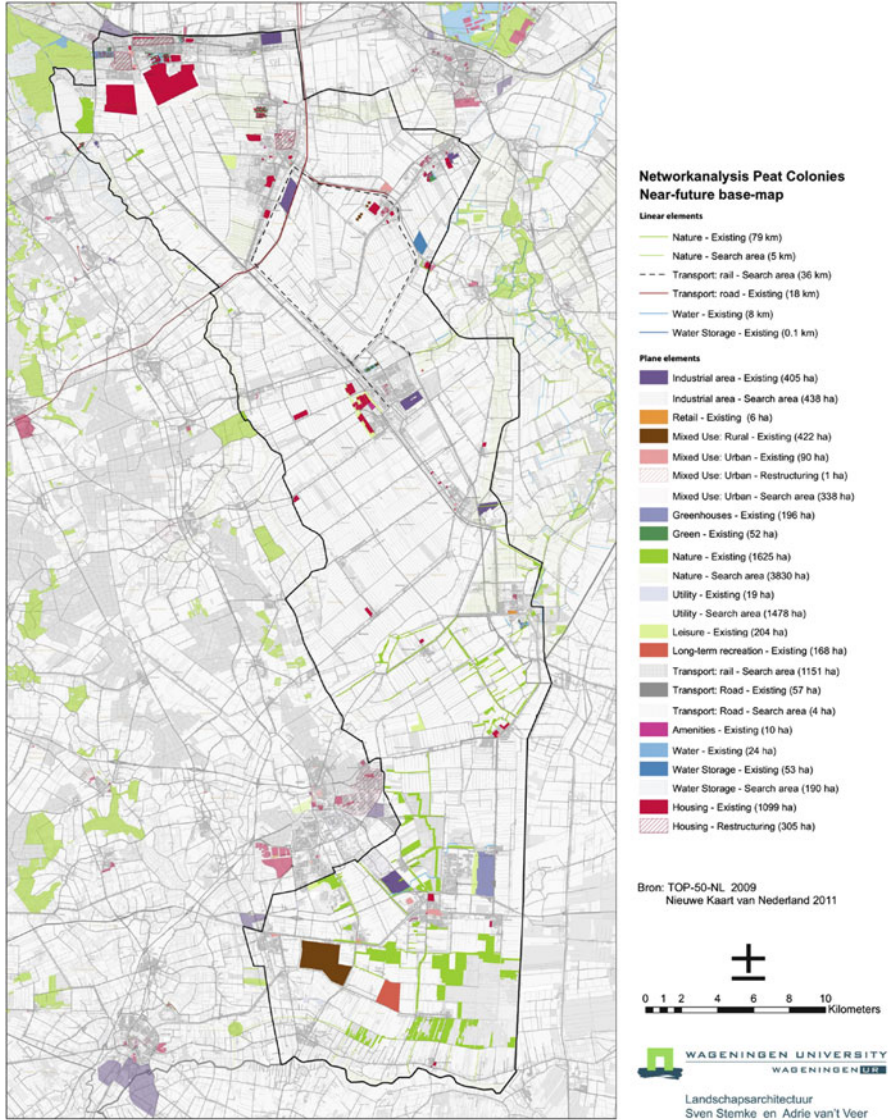 Networkanalysis Peat Colonies
Near-future base-map
Linear elements
Nature - Existing (79 km)
Nature - Search area (5 km)
Transport: rail - Search area (36 km)
Transport: road - Existing (18 km)
Water - Existing (8 km)
Water Storage - Existing (0.1 km)
Plane elements
Industrial area - Existing (405 ha)
Industrial area - Search area (438 ha)
Retail - Existing (6 ha)
Mixed Use: Rural - Existing (422 ha)
Mixed Use: Urban - Existing (90 ha)
Mixed Use: Urban - Restructuring (1 ha)
Mixed Use: Urban - Search area (338 ha)
Greenhouses - Existing (196 ha)
Green - Existing (52 ha)
Nature - Existing (1625 ha)
Nature - Search area (3830 ha)
Utility - Existing (19 ha)
Utility - Search area (1478 ha)
Leisure - Existing (204 ha)
Long-term recreation - Existing (168 ha)
Transport: rail - Search area (1151 ha)
Transport: Road - Existing (57 ha)
Transport: Road - Search area (4 ha)
Amenities - Existing (10 ha)
Water - Existing (24 ha)
Water Storage - Existing (53 ha)
Water Storage - Search area (190 ha)
Housing - Existing (1099 ha)
Housing - Restructuring (305 ha)
Bron: TOP-50-NL 2009
Nieuwe Kaart van Nederland 2011
0 1 2 4 6 8 10
Kilometers
WAGENINGEN UNIVERSITY
WAGENINGEN UR
Landschapsarchitectuur
Sven Stemke en Adrie van't Veer